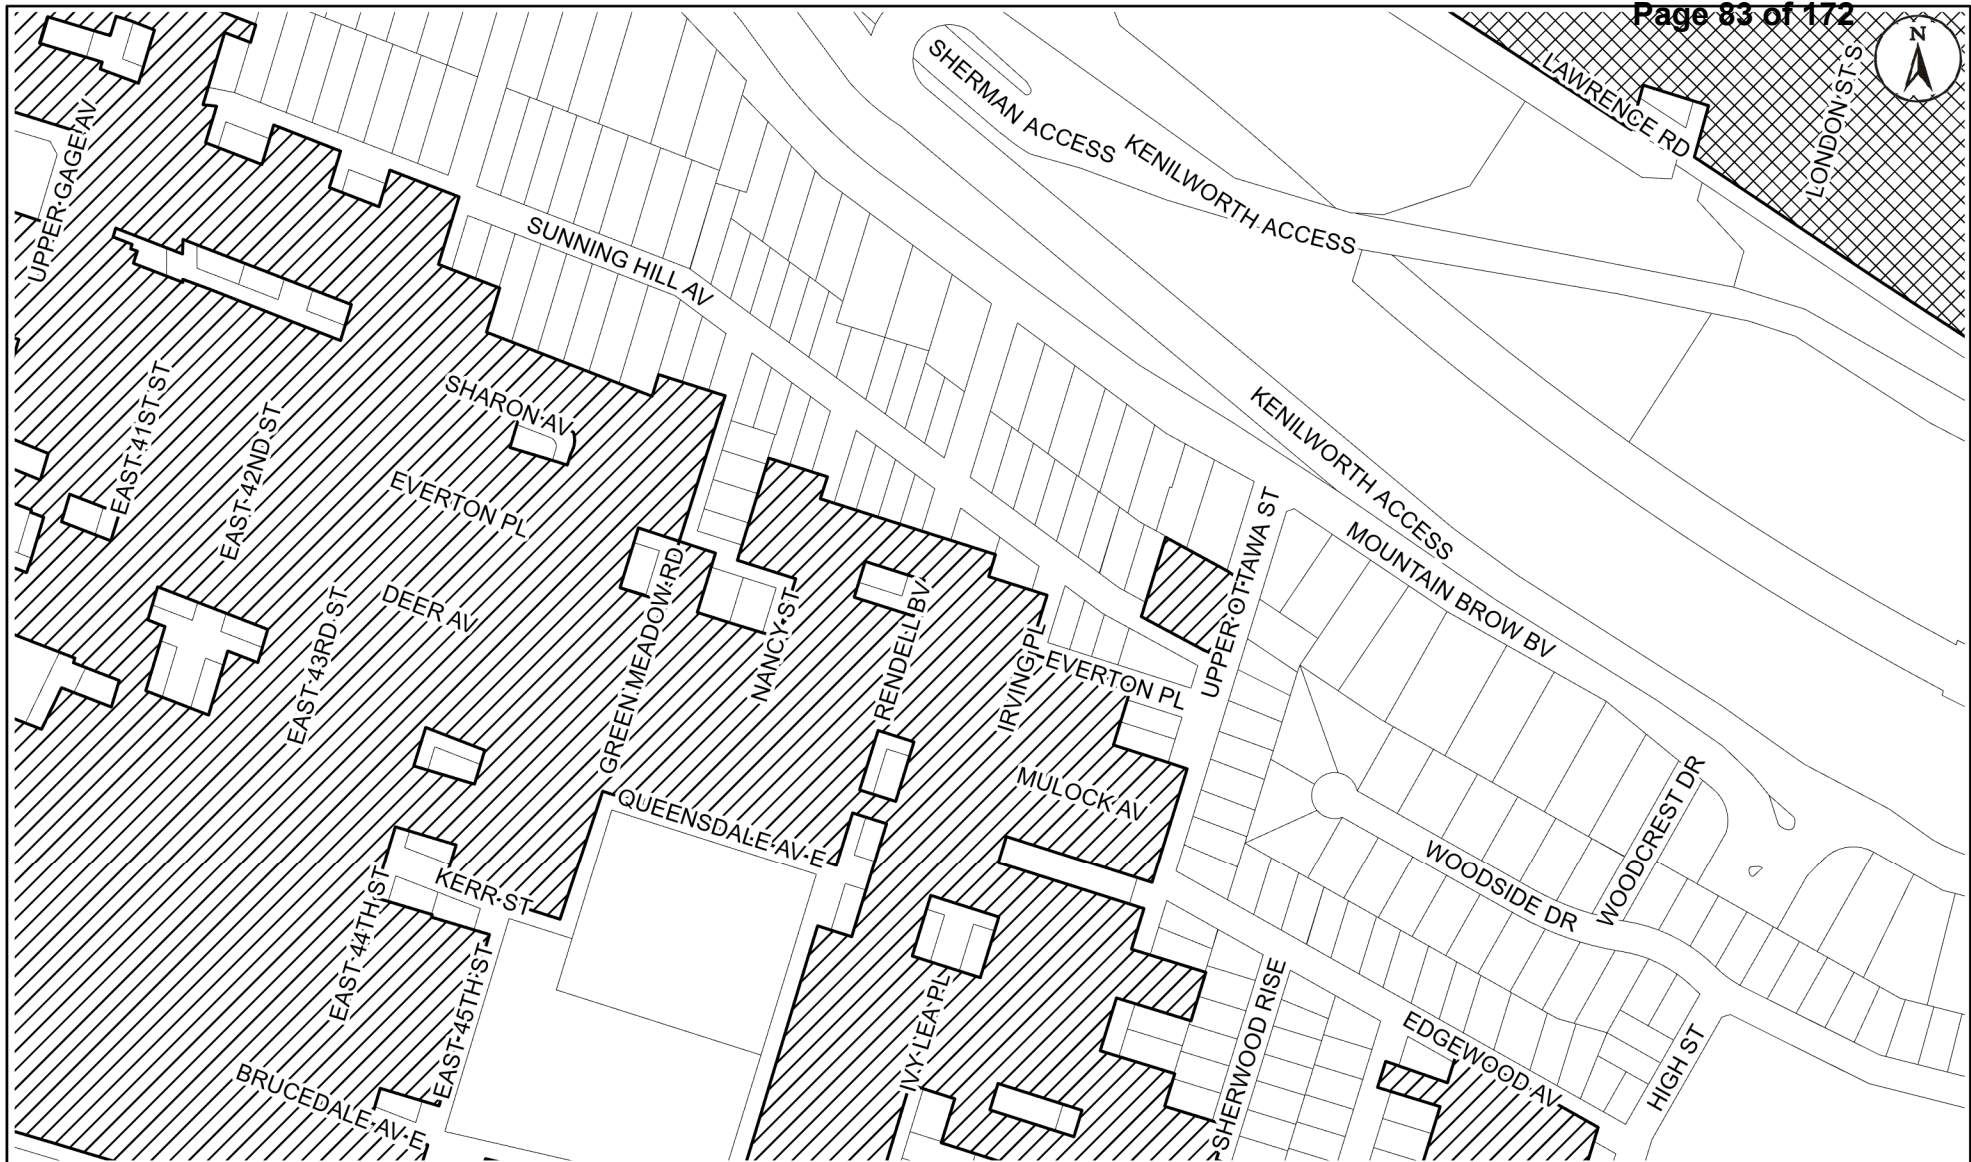 Page 83 of 172
N
SHERMAN ACCESS
LAWRENCE RD
LONDON ST S
KENILWORTH ACCESS
UPPER GAGE AV
SUNNING HILL AV
EAST 41ST ST
SHARON AV
EAST 42ND ST
EVERTON PL
KENILWORTH ACCESS
MOUNTAIN BROW BV
UPPER OTTAWA ST
DEER AV
EAST 43RD ST
GREEN MEADOW RD
NANCY ST
RENDELL BV
IRVING PL
EVERTON PL
MULOCK AV
QUEENSDALE AV E
WOODCREST DR
WOODSIDE DR
KERR ST
EAST 44TH ST
EAST 45TH ST
IVY LEA PL
SHERWOOD RISE
EDGEWOOD AV
HIGH ST
BRUCEDALE AV E